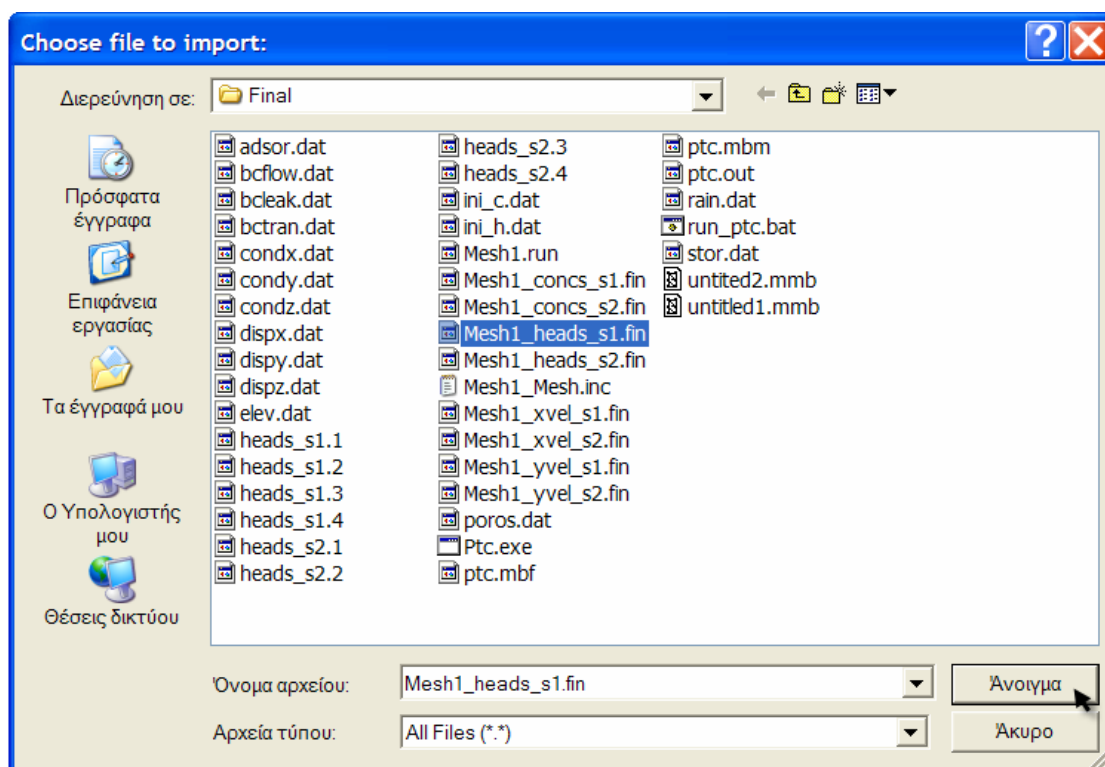 Choose file to import:
Διερεύνηση σε:
Final
Πρόσφατα
έγγραφα
Επιφάνεια
εργασίας
Τα έγγραφά μου
Ο Υπολογιστής
μου
Θέσεις δικτύου
adsor.dat
bcflow.dat
bcleak.dat
bctran.dat
condx.dat
condy.dat
condz.dat
dispx.dat
dispy.dat
dispz.dat
elev.dat
heads_s1.1
heads_s1.2
heads_s1.3
heads_s1.4
heads_s2.1
heads_s2.2
heads_s2.3
heads_s2.4
ini_c.dat
ini_h.dat
Mesh1.run
Mesh1_concs_s1.fin
Mesh1_concs_s2.fin
Mesh1_heads_s1.fin
Mesh1_heads_s2.fin
Mesh1_Mesh.inc
Mesh1_xvel_s1.fin
Mesh1_xvel_s2.fin
Mesh1_yvel_s1.fin
Mesh1_yvel_s2.fin
poros.dat
Ptc.exe
ptc.mbf
ptc.mbm
ptc.out
rain.dat
run_ptc.bat
stor.dat
untited2.mmb
untitled1.mmb
Όνομα αρχείου:
Mesh1_heads_s1.fin
Άνοιγμα
Αρχεία τύπου:
All Files (*.*)
Άκυρο